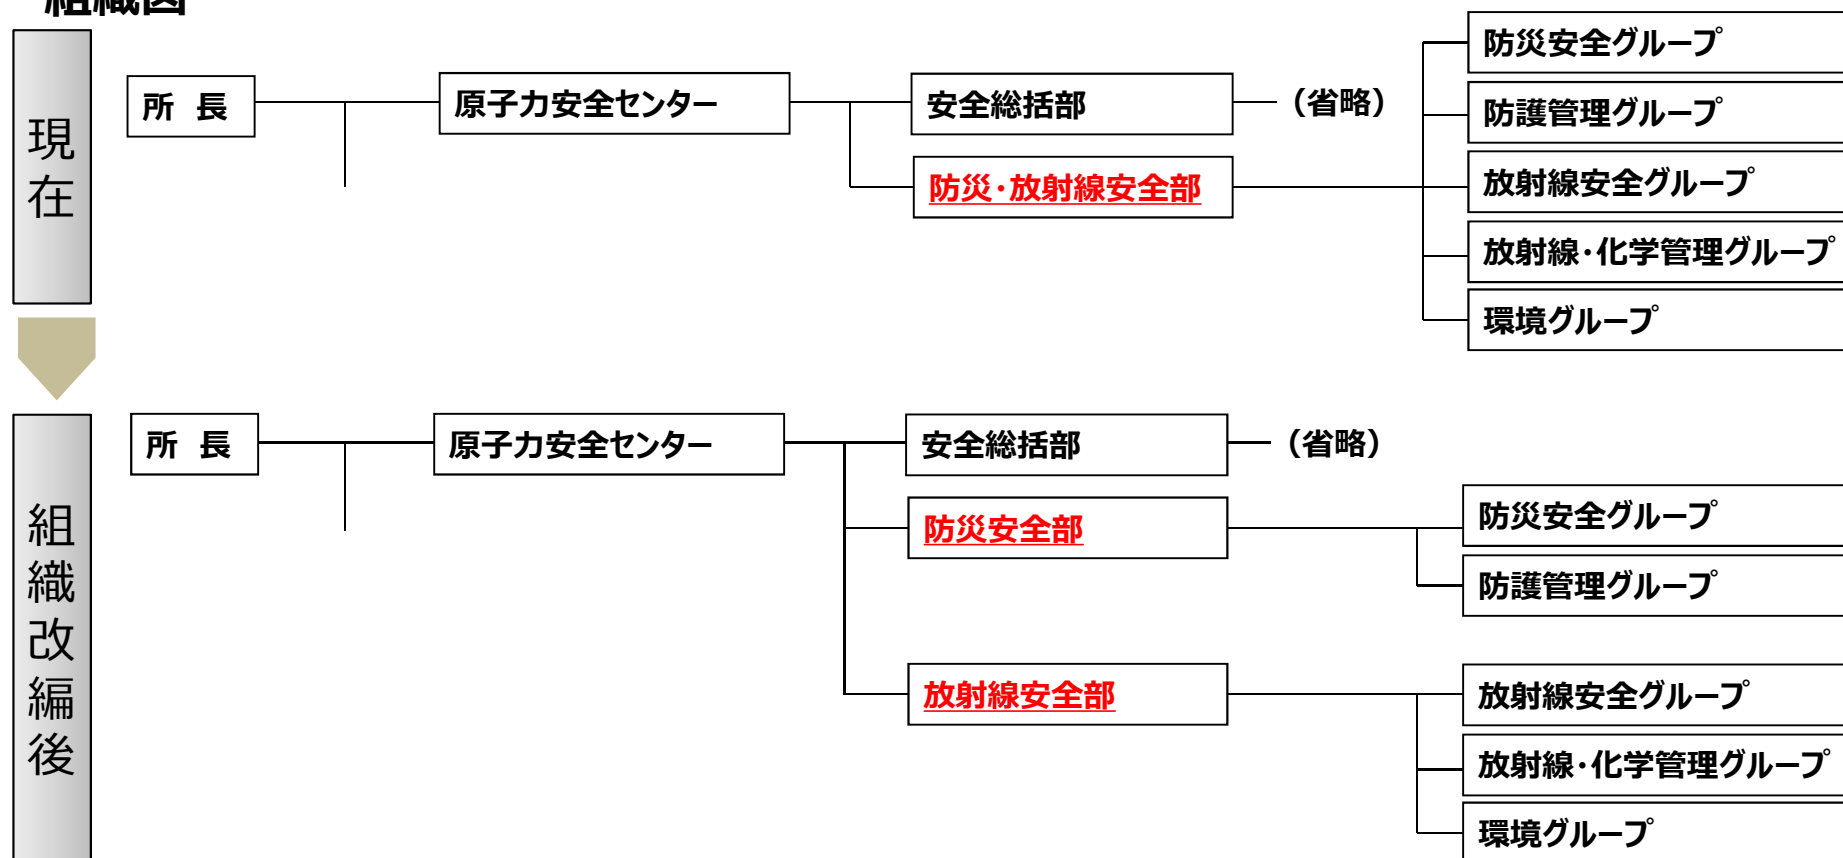 組織図
現在
所 長
原子力安全センター
安全総括部
（省略）
防災・放射線安全部
防災安全グループ
防護管理グループ
放射線安全グループ
放射線・化学管理グループ
環境グループ
組織改編後
所 長
原子力安全センター
安全総括部
（省略）
防災安全部
防災安全グループ
防護管理グループ
放射線安全部
放射線安全グループ
放射線・化学管理グループ
環境グループ